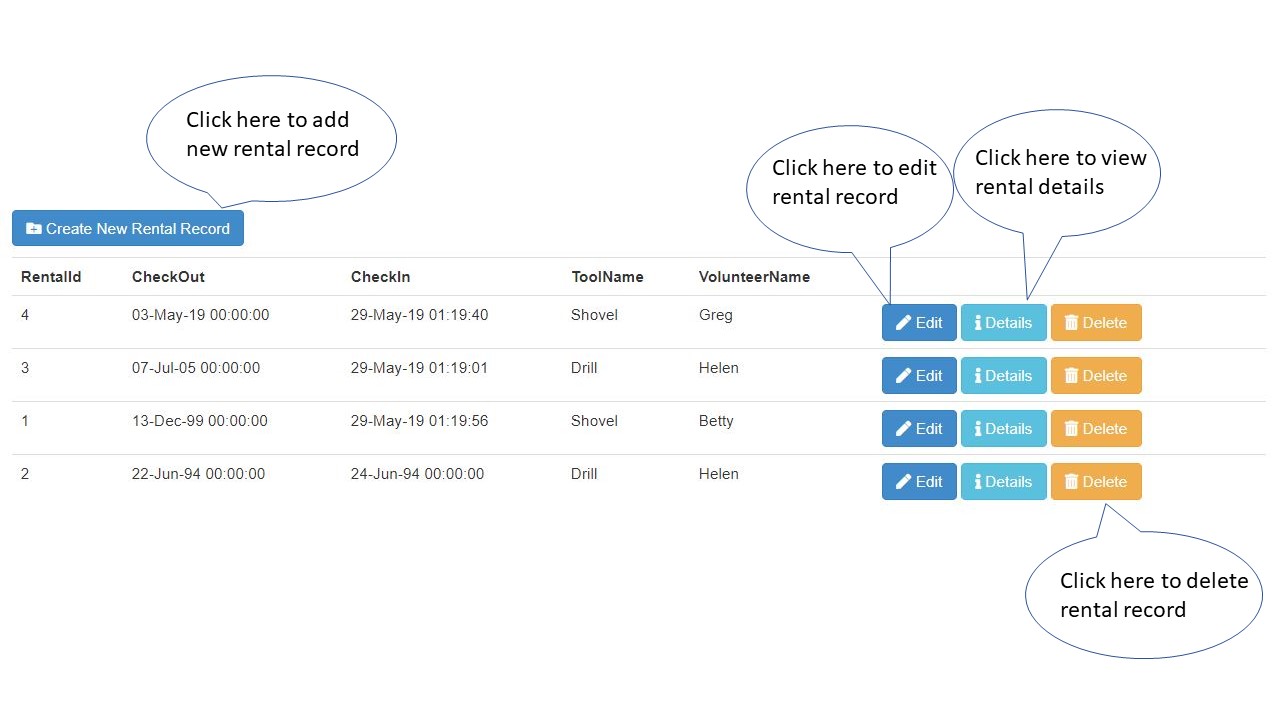 Click here to add
new rental record
Click here to edit
rental record
Click here to view
rental details
Create New Rental Record
RentalId CheckOut CheckIn ToolName VolunteerName
4 03-May-19 00:00:00 29-May-19 01:19:40 Shovel Greg Edit Details Delete
3 07-Jul-05 00:00:00 29-May-19 01:19:01 Drill Helen Edit Details Delete
1 13-Dec-99 00:00:00 29-May-19 01:19:56 Shovel Betty Edit Details Delete
2 22-Jun-94 00:00:00 24-Jun-94 00:00:00 Drill Helen Edit Details Delete
Click here to delete
rental record